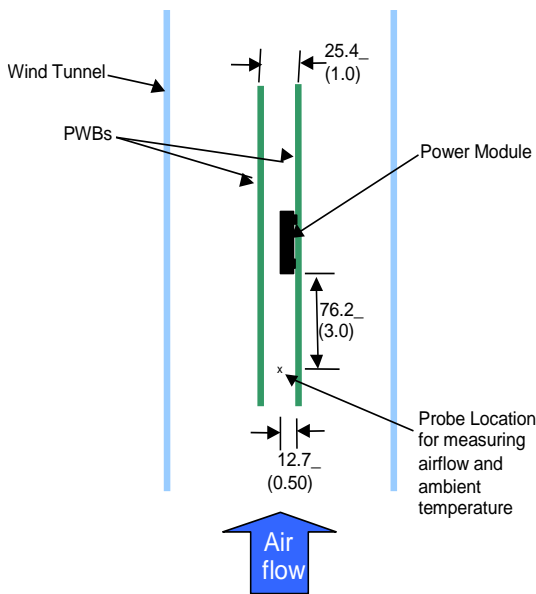 25.4_
(1.0)
Wind Tunnel
PWBs
Power Module
76.2_
(3.0)
x
Probe Location
for measuring
airflow and
ambient
temperature
12.7_
(0.50)
Air
flow